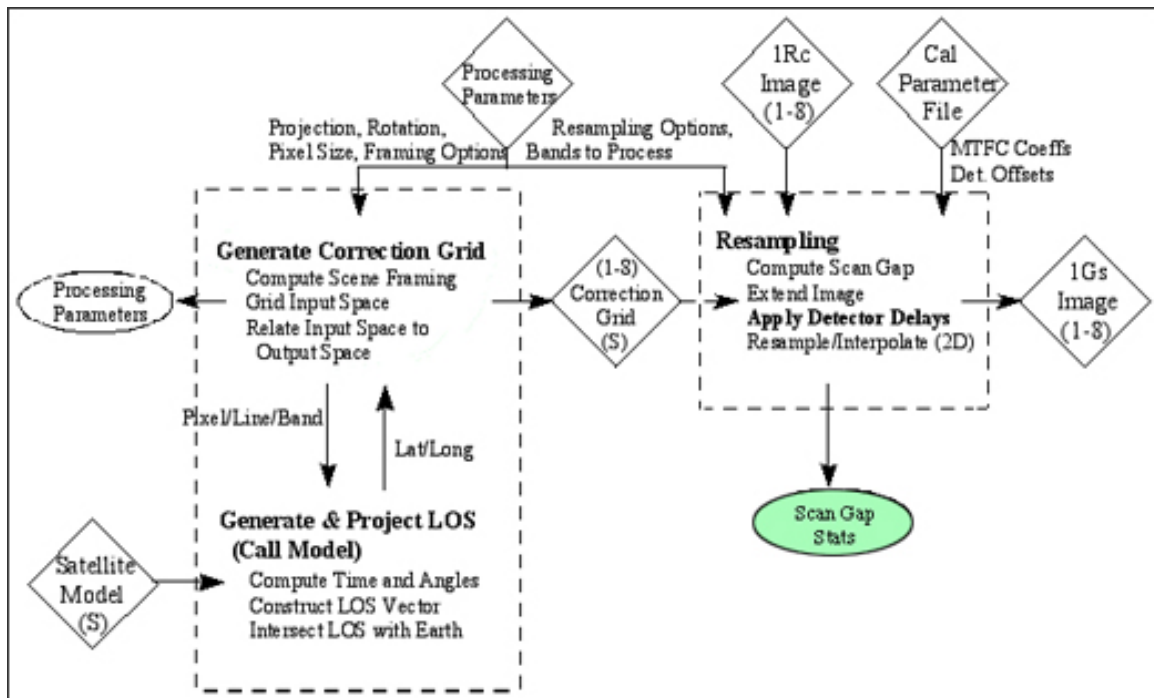 Processing
Parameters
1Rc
Image
(1-8)
Cal
Parameter
File
Projection, Rotation,
Pixel Size, Framing Options
Resampling Options,
Bands to Process
MTFC Coeffs
Det. Offsets
Generate Correction Grid
Compute Scene Framing
Grid Input Space
Relate Input Space to
Output Space
Processing
Parameters
(1-8)
Correction
Grid
(S)
Resampling
Compute Scan Gap
Extend Image
Apply Detector Delays
Resample/Interpolate (2D)
1Gs
Image
(1-8)
Pixel/Line/Band
Lat/Long
Generate & Project LOS
(Call Model)
Compute Time and Angles
Construct LOS Vector
Intersect LOS with Earth
Satellite
Model
(S)
Scan Gap
Stats